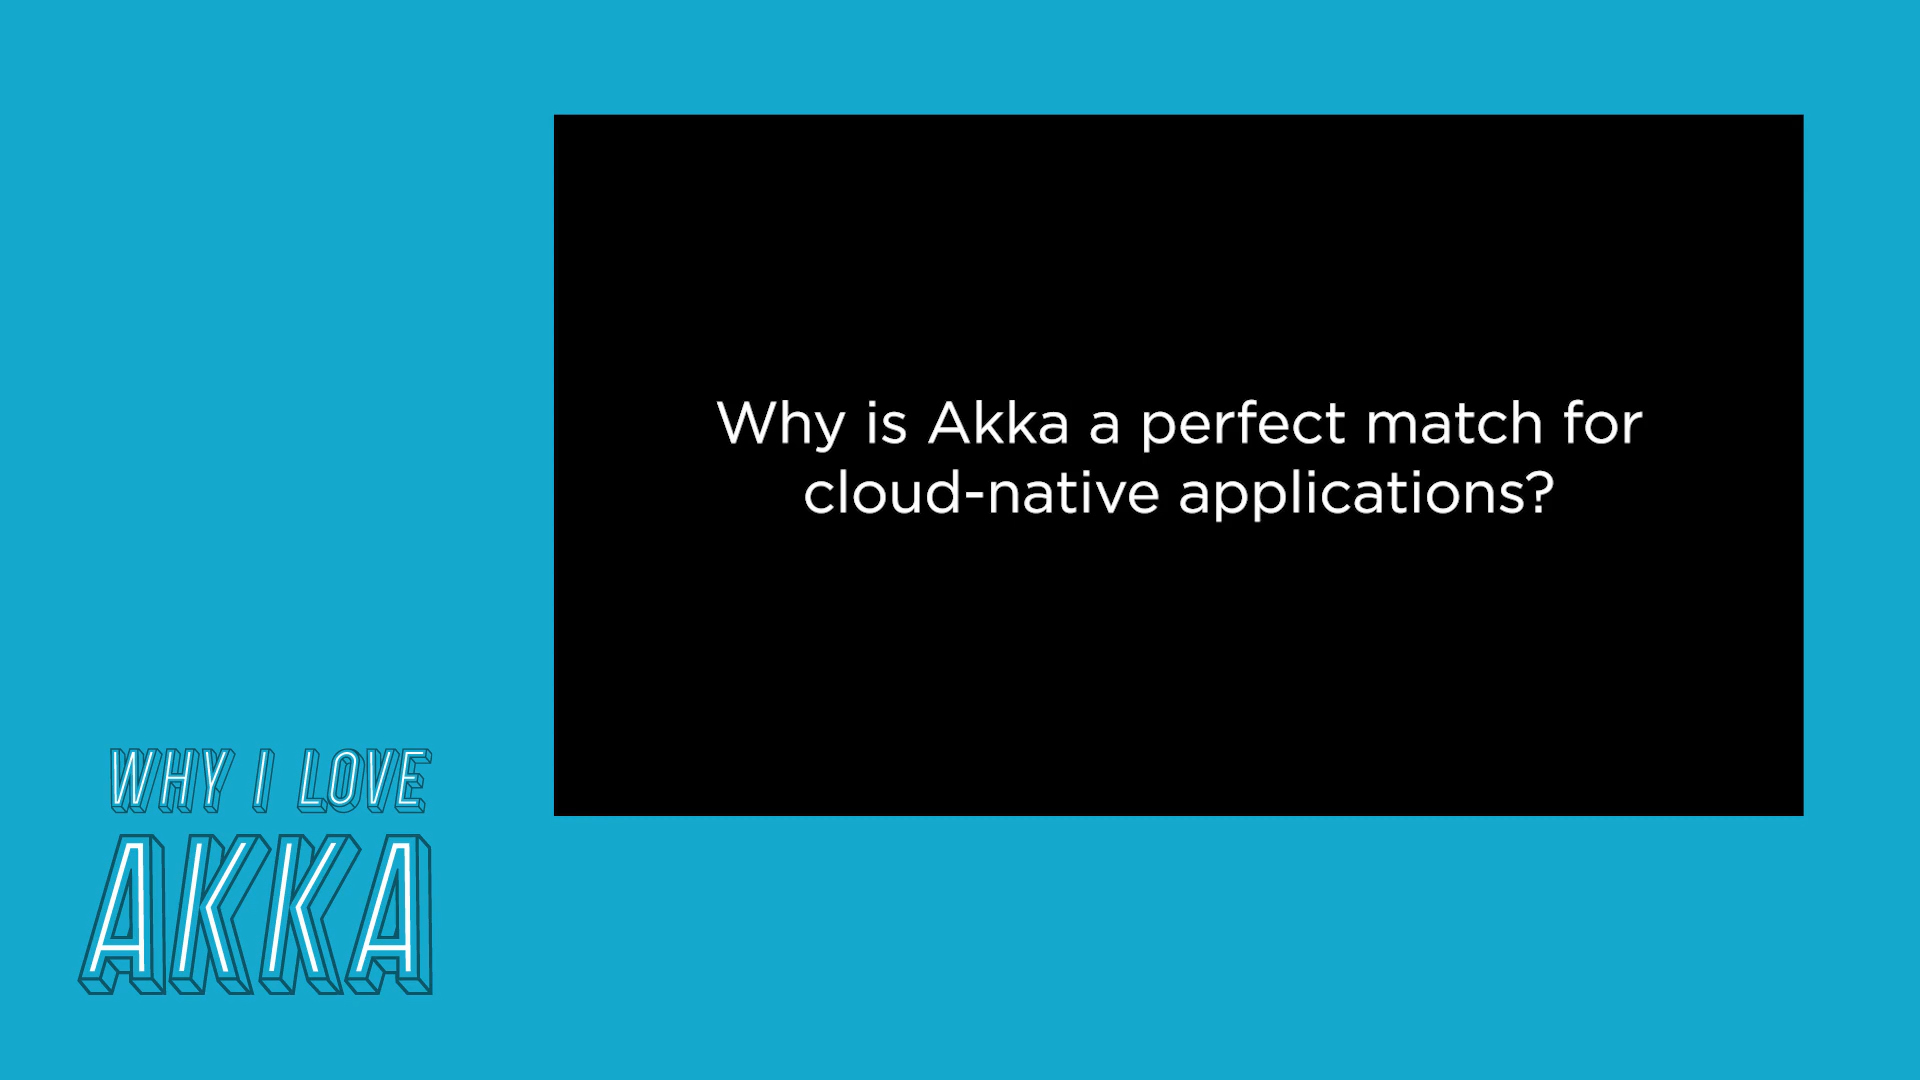 Why is Akka a perfect match for
cloud-native applications?
WHY I LOVE
AKKA